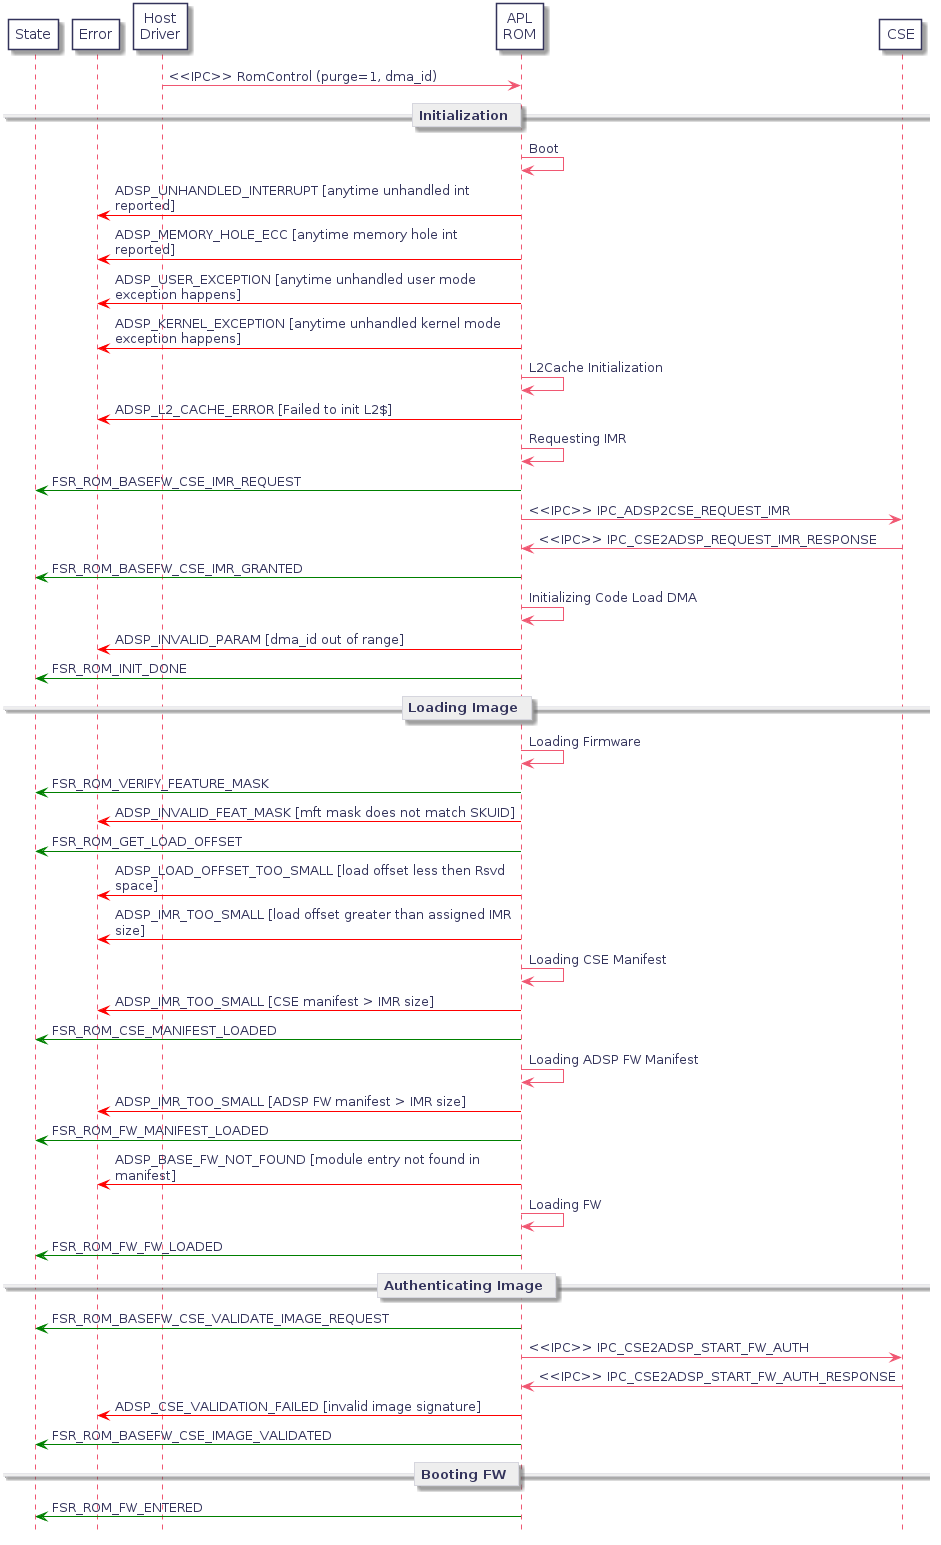 State
Error
Host
Driver
APL
ROM
CSE
<<IPC>> RomControl (purge=1, dma_id)
Initialization
Boot
ADSP_UNHANDLED_INTERRUPT [anytime unhandled int
reported]
ADSP_MEMORY_HOLE_ECC [anytime memory hole int
reported]
ADSP_USER_EXCEPTION [anytime unhandled user mode
exception happens]
ADSP_KERNEL_EXCEPTION [anytime unhandled kernel mode
exception happens]
L2Cache Initialization
ADSP_L2_CACHE_ERROR [Failed to init L2$]
Requesting IMR
FSR_ROM_BASEFW_CSE_IMR_REQUEST
<<IPC>> IPC_ADSP2CSE_REQUEST_IMR
<<IPC>> IPC_CSE2ADSP_REQUEST_IMR_RESPONSE
FSR_ROM_BASEFW_CSE_IMR_GRANTED
Initializing Code Load DMA
ADSP_INVALID_PARAM [dma_id out of range]
FSR_ROM_INIT_DONE
Loading Image
Loading Firmware
FSR_ROM_VERIFY_FEATURE_MASK
ADSP_INVALID_FEAT_MASK [mft mask does not match SKUID]
FSR_ROM_GET_LOAD_OFFSET
ADSP_LOAD_OFFSET_TOO_SMALL [load offset less then Rsvd
space]
ADSP_IMR_TOO_SMALL [load offset greater than assigned IMR
size]
Loading CSE Manifest
ADSP_IMR_TOO_SMALL [CSE manifest > IMR size]
FSR_ROM_CSE_MANIFEST_LOADED
Loading ADSP FW Manifest
ADSP_IMR_TOO_SMALL [ADSP FW manifest > IMR size]
FSR_ROM_FW_MANIFEST_LOADED
ADSP_BASE_FW_NOT_FOUND [module entry not found in
manifest]
Loading FW
FSR_ROM_FW_FW_LOADED
Authenticating Image
FSR_ROM_BASEFW_CSE_VALIDATE_IMAGE_REQUEST
<<IPC>> IPC_CSE2ADSP_START_FW_AUTH
<<IPC>> IPC_CSE2ADSP_START_FW_AUTH_RESPONSE
ADSP_CSE_VALIDATION_FAILED [invalid image signature]
FSR_ROM_BASEFW_CSE_IMAGE_VALIDATED
Booting FW
FSR_ROM_FW_ENTERED